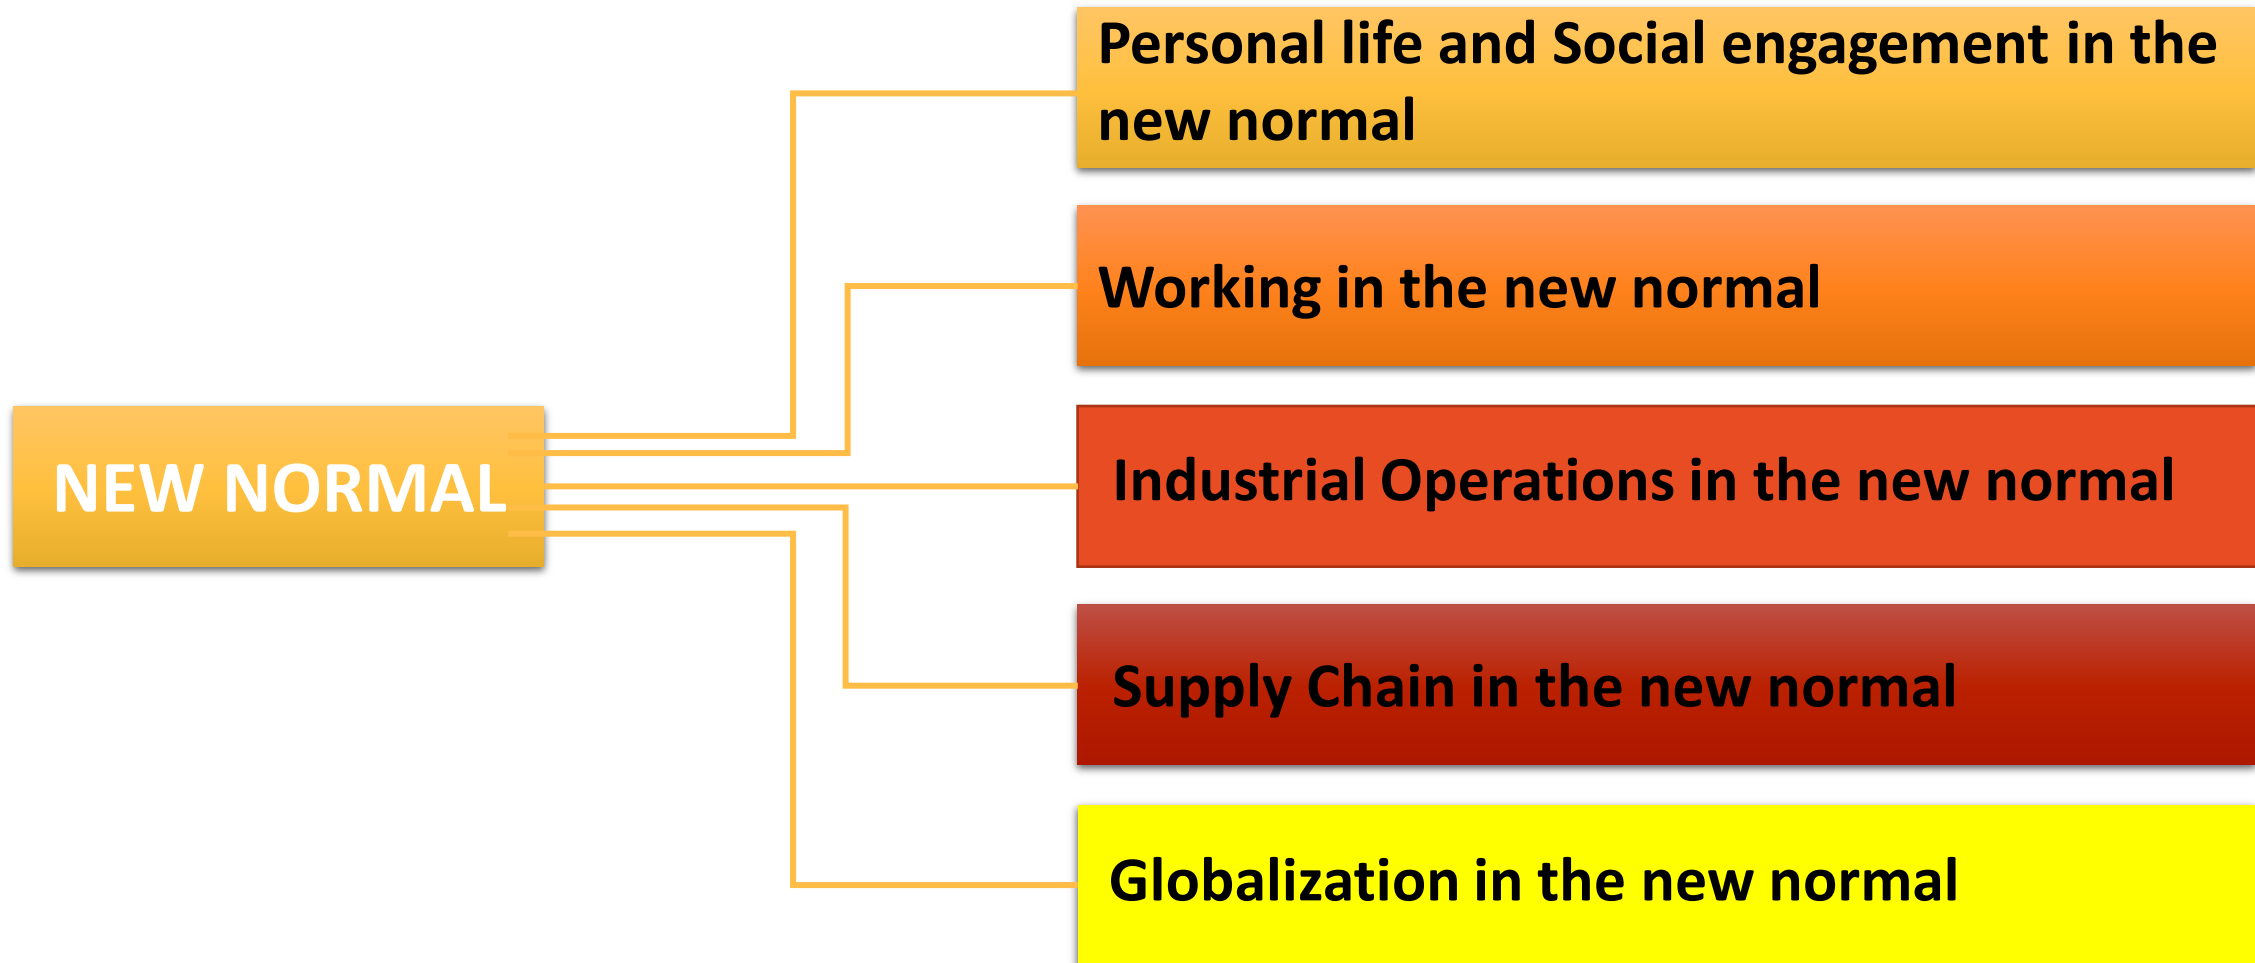 Personal life and Social engagement in the
new normal
Working in the new normal
NEW NORMAL
Industrial Operations in the new normal
Supply Chain in the new normal
Globalization in the new normal